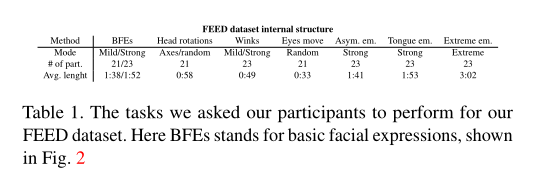 FEED dataset internal structure
Method BFEs Head rotations Winks Eyes move Asym. em. Tongue em. Extreme em.
Mode Mild/Strong Axes/random Mild/Strong Random Strong Strong Extreme
# of part. 21/23 21 23 21 23 23 23
Avg. lenght 1:38/1:52 0:58 0:49 0:33 1:41 1:53 3:02
Table 1. The tasks we asked our participants to perform for our
FEED dataset. Here BFEs stands for basic facial expressions, shown
in Fig. 2